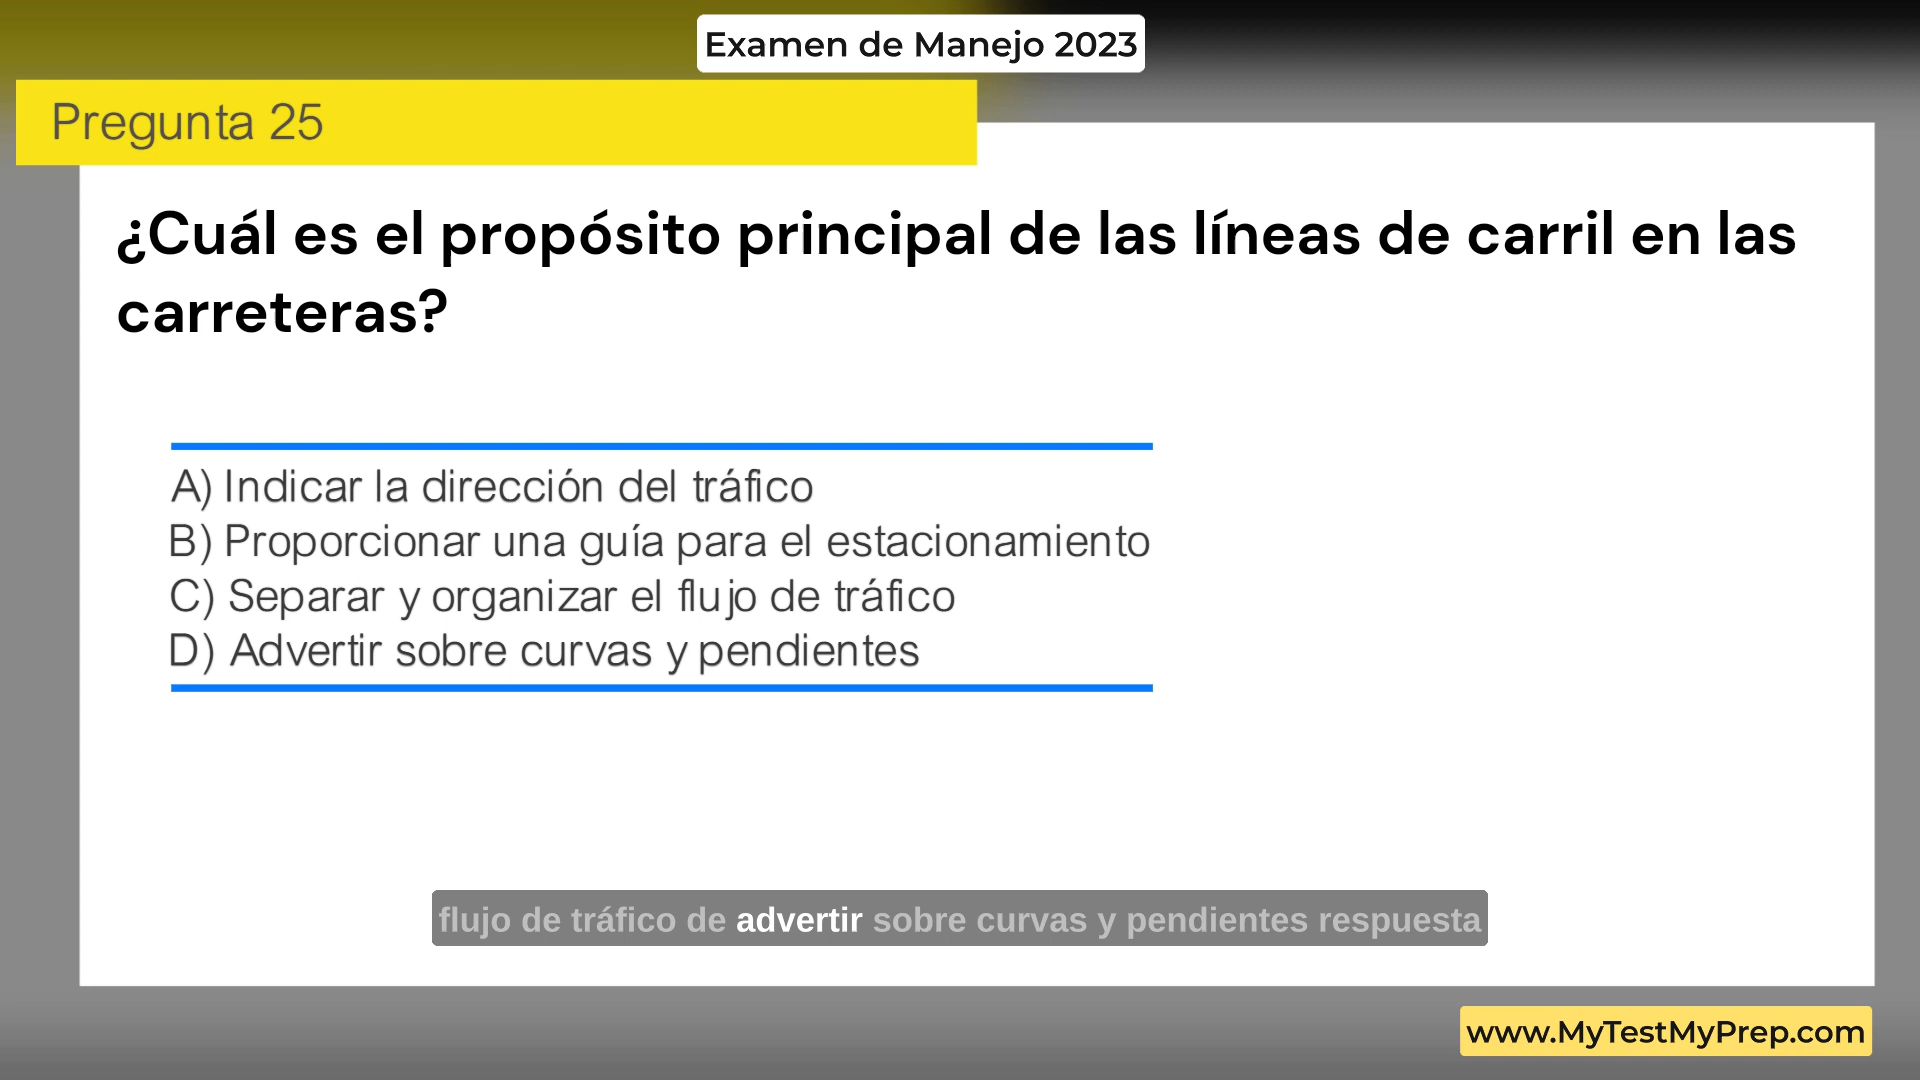 Examen de Manejo 2023
Pregunta 25
¿Cuál es el propósito principal de las líneas de carril en las
carreteras?
A) Indicar la dirección del tráfico
B) Proporcionar una guía para el estacionamiento
C) Separar y organizar el flujo de tráfico
D) Advertir sobre curvas y pendientes
flujo de tráfico de advertir sobre curvas y pendientes respuesta
www.MyTestMyPrep.com